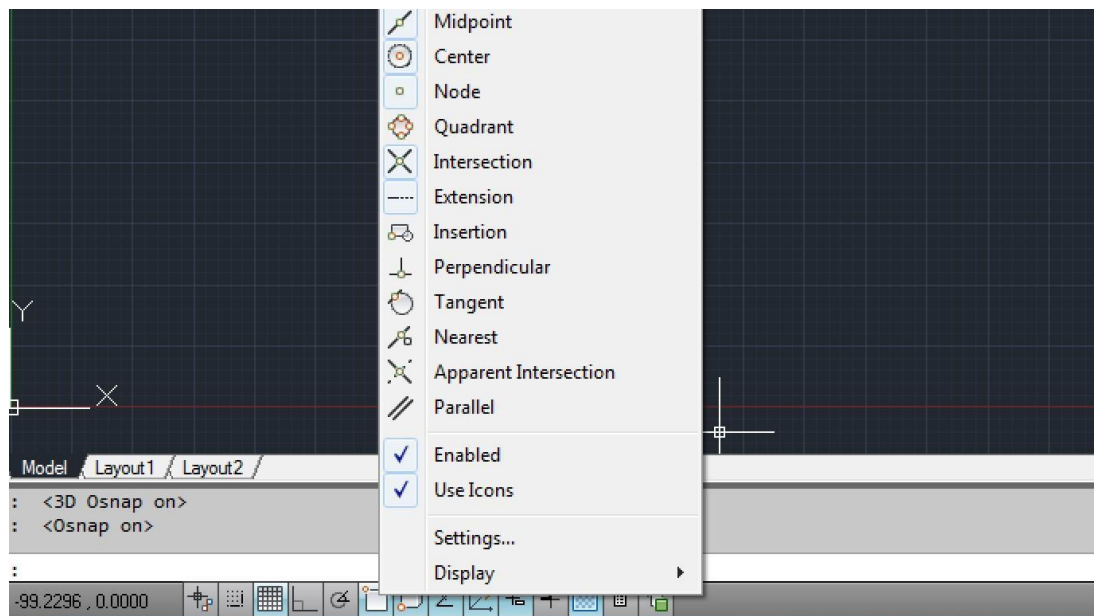 Midpoint
Center
Node
Quadrant
Intersection
Extension
Insertion
Perpendicular
Tangent
Nearest
Apparent Intersection
Parallel
Enabled
Use Icons
Settings...
Display
Y
X
Model Layout1 Layout2
: <3D Osnap on>
: <Osnap on>
:
-99.2296 , 0.0000